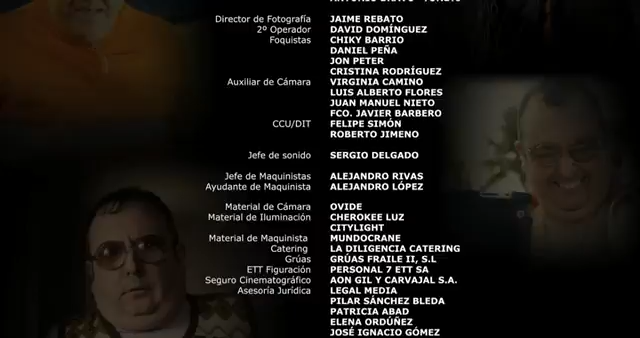 Director de Fotografía JAIME REBATO
2º Operador DAVID DOMÍNGUEZ
Foquistas CHIKY BARRIO
DANIEL PEÑA
JON PETER
CRISTINA RODRÍGUEZ
Auxiliar de Cámara VIRGINIA CAMINO
LUIS ALBERTO FLORES
JUAN MANUEL NIETO
FCO. JAVIER BARBERO
CCU/DIT FELIPE SIMÓN
ROBERTO JIMENO
Jefe de sonido SERGIO DELGADO
Jefe de Maquinistas ALEJANDRO RIVAS
Ayudante de Maquinista ALEJANDRO LÓPEZ
Material de Cámara OVIDE
Material de Iluminación CHEROKEE LUZ
CITYLIGHT
Material de Maquinista MUNDOCRANE
Catering LA DILIGENCIA CATERING
Grúas GRÚAS FRAILE II, S.L
ETT Figuración PERSONAL 7 ETT SA
Seguro Cinematográfico AON GIL Y CARVAJAL S.A.
Asesoría Jurídica LEGAL MEDIA
PILAR SÁNCHEZ BLEDA
PATRICIA ABAD
ELENA ORDÚÑEZ
JOSÉ IGNACIO GÓMEZ